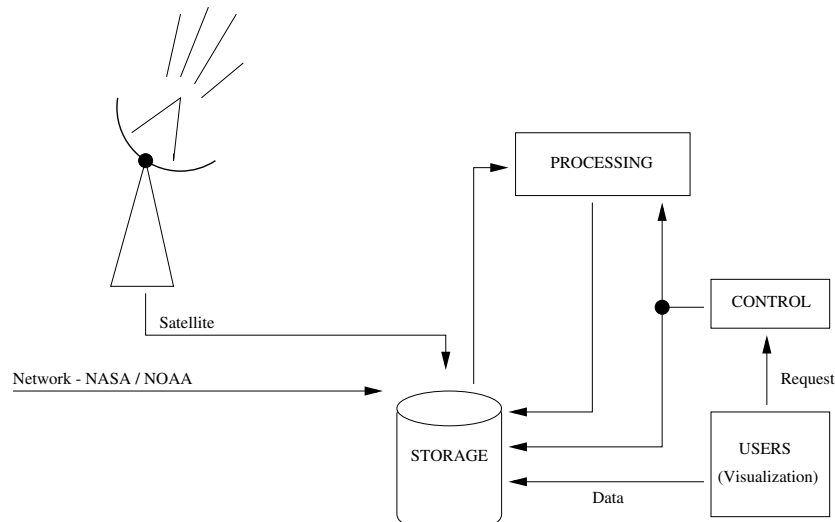 PROCESSING
CONTROL
Satellite
Network - NASA / NOAA
Request
STORAGE
USERS
(Visualization)
Data